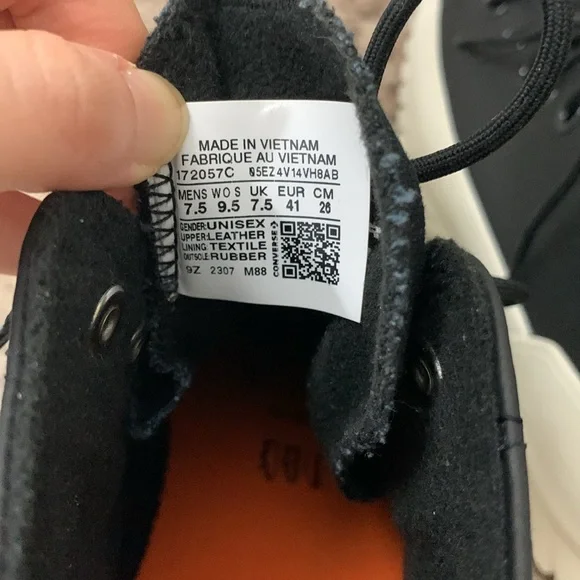 MADE IN VIETNAM
FABRIQUE AU VIETNAM
172057C 05EZ4V14VH8AB
MENS WOS UK EUR CM
7.5 9.5 7.5 41 26
GENDER:UNISEX
UPPER:LEATHER
LINING:TEXTILE
OUTSOLE:RUBBER
9Z 2307 M88
CONVERSE